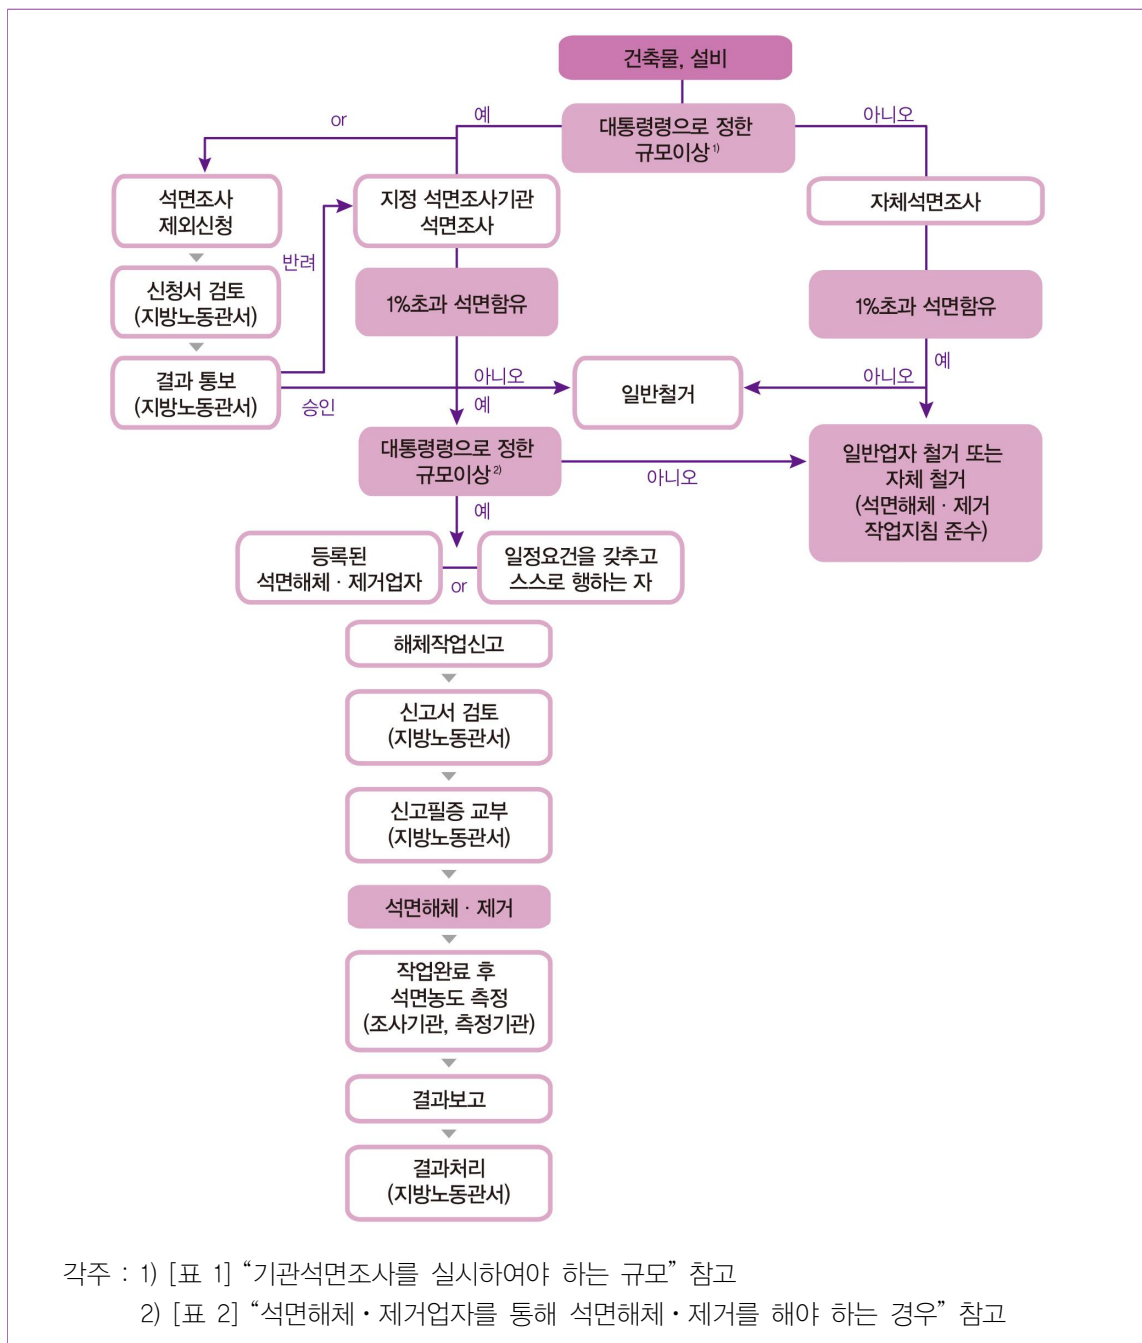 건축물, 설비
대통령령으로 정한
규모이상 1)
예
아니오
or
석면조사
제외신청
지정 석면조사기관
석면조사
자체석면조사
반려
신청서 검토
(지방노동관서)
1%초과 석면함유
1%초과 석면함유
예
결과 통보
(지방노동관서)
승인
아니오
일반철거
아니오
예
대통령령으로 정한
규모이상 2)
아니오
일반업자 철거 또는
자체 철거
(석면해체 · 제거
작업지침 준수)
예
등록된
석면해체 · 제거업자
or
일정요건을 갖추고
스스로 행하는 자
해체작업신고
신고서 검토
(지방노동관서)
신고필증 교부
(지방노동관서)
석면해체 · 제거
작업완료 후
석면농도 측정
(조사기관, 측정기관)
결과보고
결과처리
(지방노동관서)
각주 : 1) [표 1] “기관석면조사를 실시하여야 하는 규모” 참고
2) [표 2] “석면해체・제거업자를 통해 석면해체・제거를 해야 하는 경우” 참고